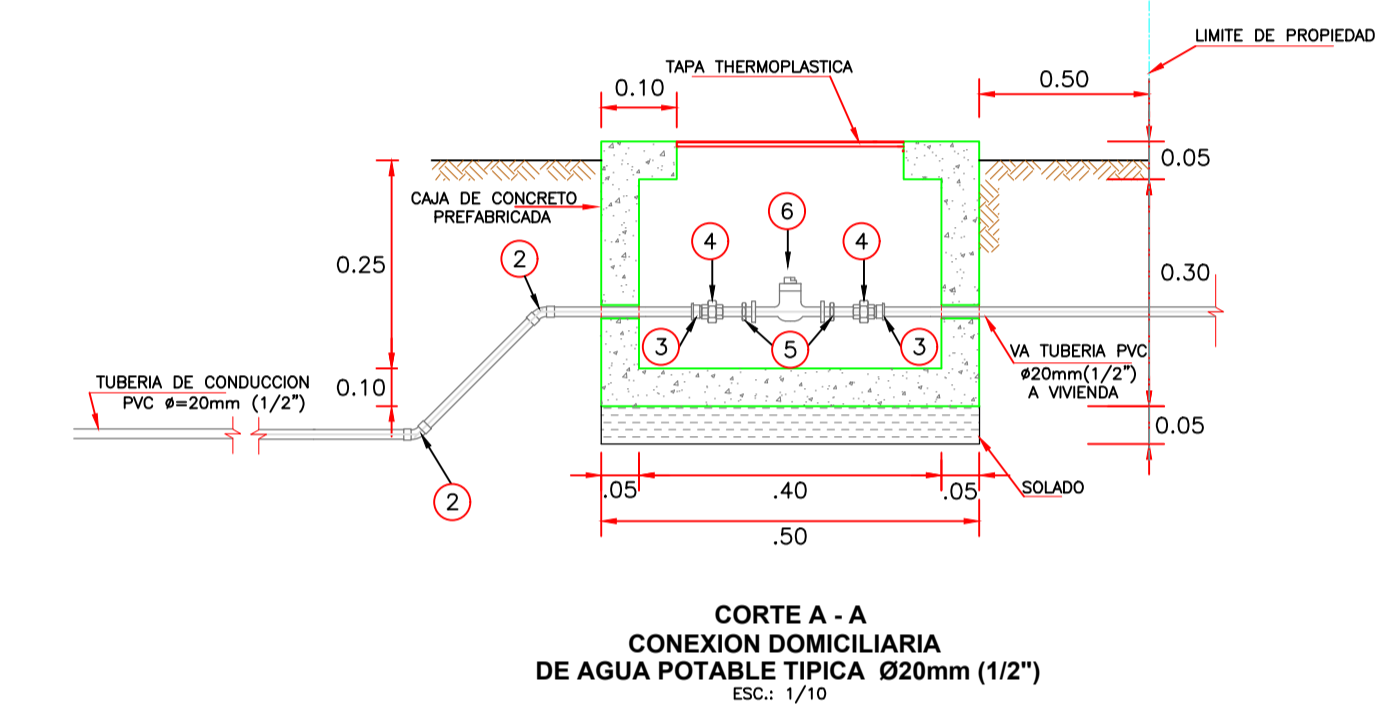 LIMITE DE PROPIEDAD
TAPA THERMOPLASTICA
0.10
0.50
0.05
CAJA DE CONCRETO
PREFABRICADA
6
4
4
2
0.25
0.30
3
5
3
VA TUBERIA PVC
ø20mm(1/2")
A VIVIENDA
TUBERIA DE CONDUCCION
PVC ø=20mm (1/2")
0.10
0.05
2
.05
.40
.05
SOLADO
.50
CORTE A - A
CONEXION DOMICILIARIA
DE AGUA POTABLE TIPICA Ø20mm (1/2")
ESC.: 1/10